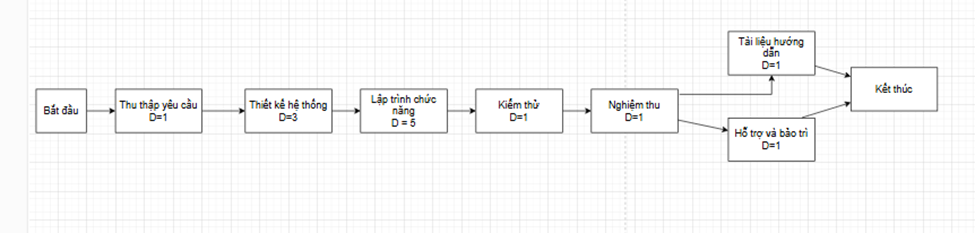 Bắt đầu
Thu thập yêu cầu
D=1
Thiết kế hệ thống
D=3
Lập trình chức
năng
D = 5
Kiểm thử
D=1
Nghiệm thu
D=1
Tài liệu hướng
dẫn
D=1
Hỗ trợ và bảo trì
D=1
Kết thúc